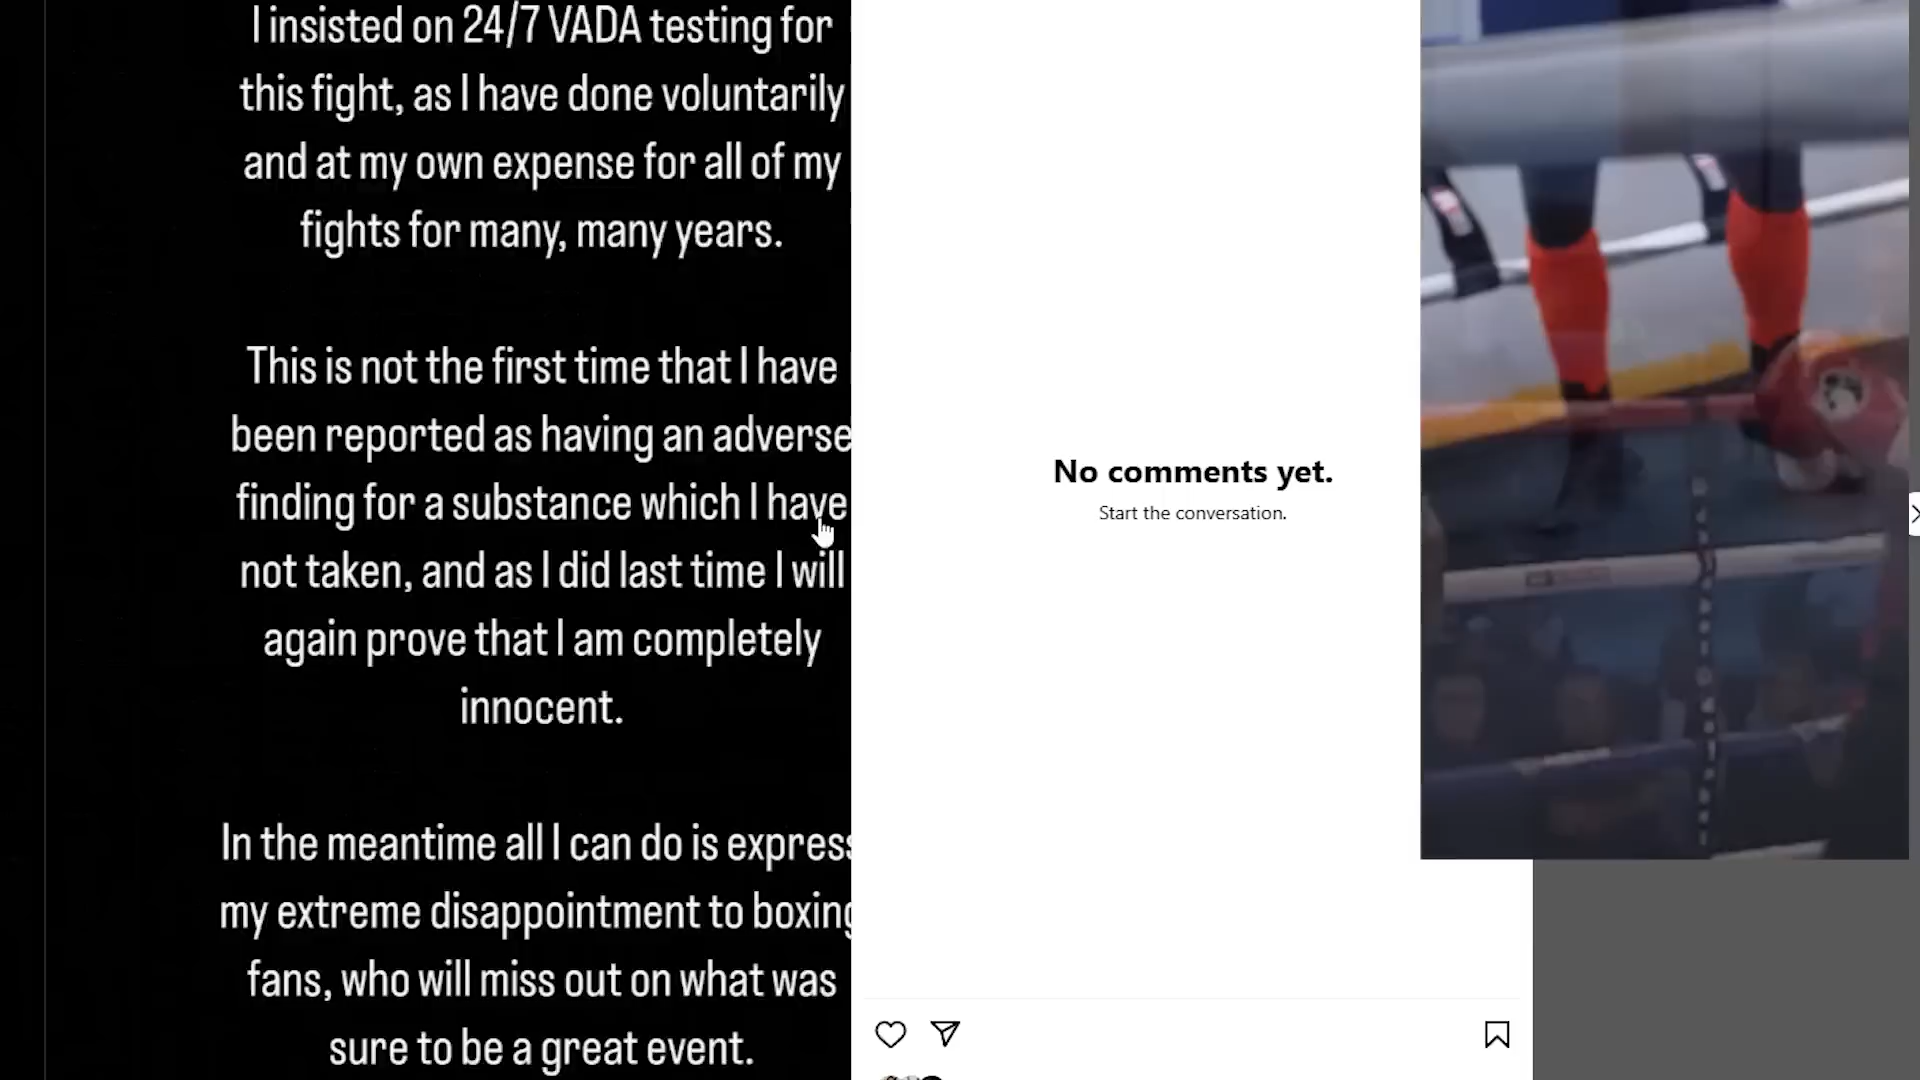 I insisted on 24/7 VADA testing for
this fight, as I have done voluntarily
and at my own expense for all of my
fights for many, many years.
This is not the first time that I have
been reported as having an adverse
finding for a substance which I have
not taken, and as I did last time I will
again prove that I am completely
innocent.
In the meantime all I can do is express
my extreme disappointment to boxing
fans, who will miss out on what was
sure to be a great event.
No comments yet.
Start the conversation.